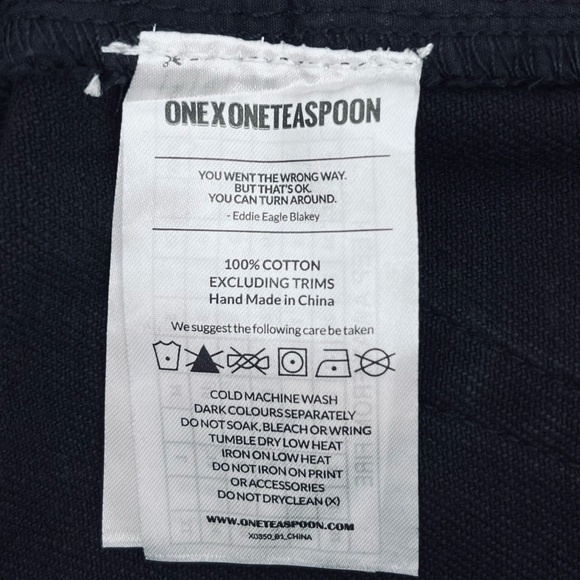 ONEXONETEASPOON
YOU WENT THE WRONG WAY.
BUT THAT'S OK.
YOU CAN TURN AROUND.
- Eddie Eagle Blakey
100% COTTON
EXCLUDING TRIMS
Hand Made in China
We suggest the following care be taken
COLD MACHINE WASH
DARK COLOURS SEPARATELY
DO NOT SOAK, BLEACH OR WRING
TUMBLE DRY LOW HEAT
IRON ON LOW HEAT
DO NOT IRON ON PRINT
OR ACCESSORIES
DO NOT DRYCLEAN (X)
WWW.ONETEASPOON.COM
XD350_B1_CHINA